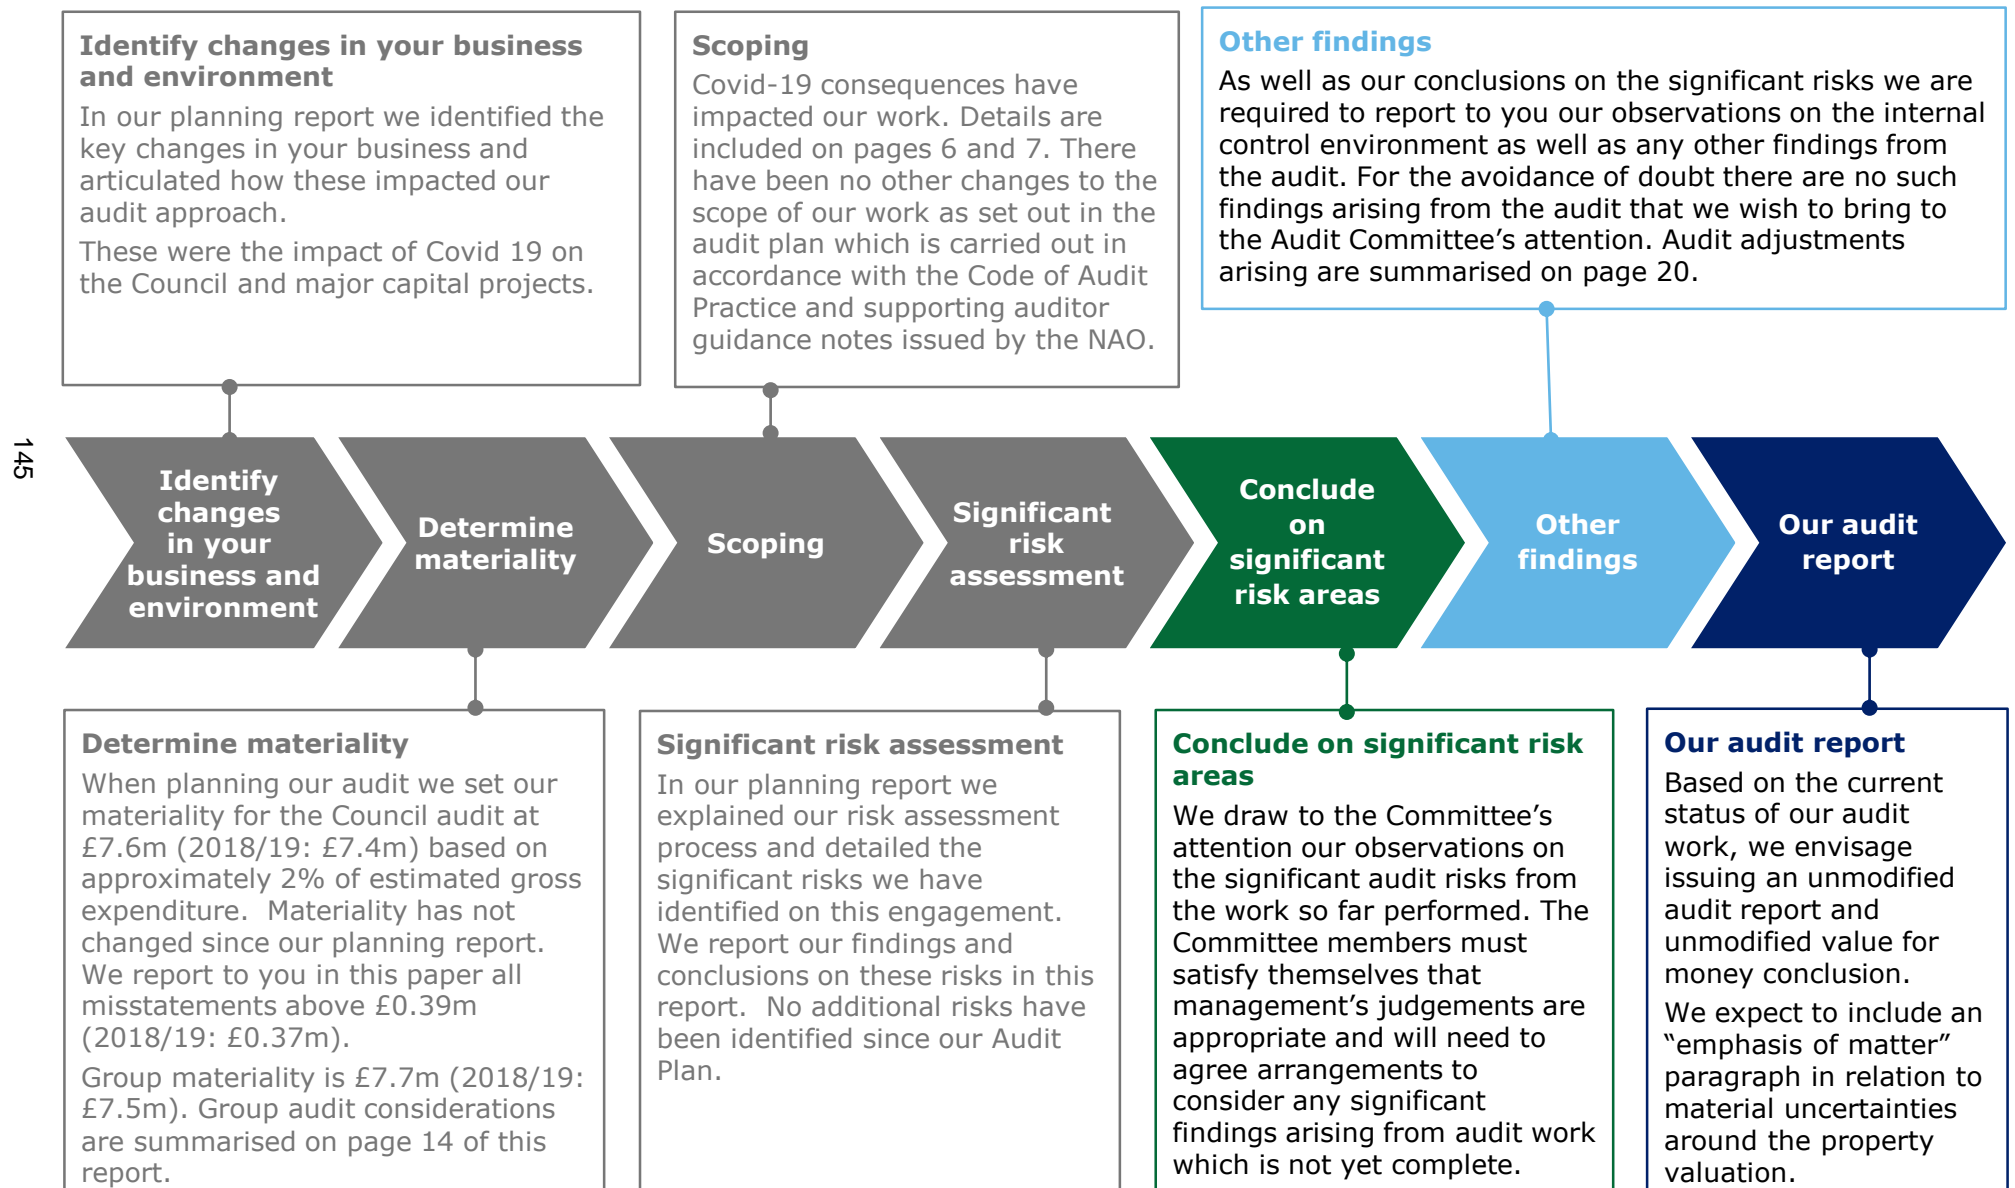 Identify changes in your business
and environment
In our planning report we identified the
key changes in your business and
articulated how these impacted our
audit approach.
These were the impact of Covid 19 on
the Council and major capital projects.
Scoping
Covid-19 consequences have
impacted our work. Details are
included on pages 6 and 7. There
have been no other changes to the
scope of our work as set out in the
audit plan which is carried out in
accordance with the Code of Audit
Practice and supporting auditor
guidance notes issued by the NAO.
Other findings
As well as our conclusions on the significant risks we are
required to report to you our observations on the internal
control environment as well as any other findings from
the audit. For the avoidance of doubt there are no such
findings arising from the audit that we wish to bring to
the Audit Committee’s attention. Audit adjustments
arising are summarised on page 20.
145
Identify
changes
in your
business and
environment
Determine
materiality
Scoping
Significant
risk
assessment
Conclude
on
significant
risk areas
Other
findings
Our audit
report
Determine materiality
When planning our audit we set our
materiality for the Council audit at
£7.6m (2018/19: £7.4m) based on
approximately 2% of estimated gross
expenditure.  Materiality has not
changed since our planning report.
We report to you in this paper all
misstatements above £0.39m
(2018/19: £0.37m).
Group materiality is £7.7m (2018/19:
£7.5m). Group audit considerations
are summarised on page 14 of this
report.
Significant risk assessment
In our planning report we
explained our risk assessment
process and detailed the
significant risks we have
identified on this engagement.
We report our findings and
conclusions on these risks in this
report.  No additional risks have
been identified since our Audit
Plan.
Conclude on significant risk
areas
We draw to the Committee’s
attention our observations on
the significant audit risks from
the work so far performed. The
Committee members must
satisfy themselves that
management’s judgements are
appropriate and will need to
agree arrangements to
consider any significant
findings arising from audit work
which is not yet complete.
Our audit report
Based on the current
status of our audit
work, we envisage
issuing an unmodified
audit report and
unmodified value for
money conclusion.
We expect to include an
“emphasis of matter”
paragraph in relation to
material uncertainties
around the property
valuation.